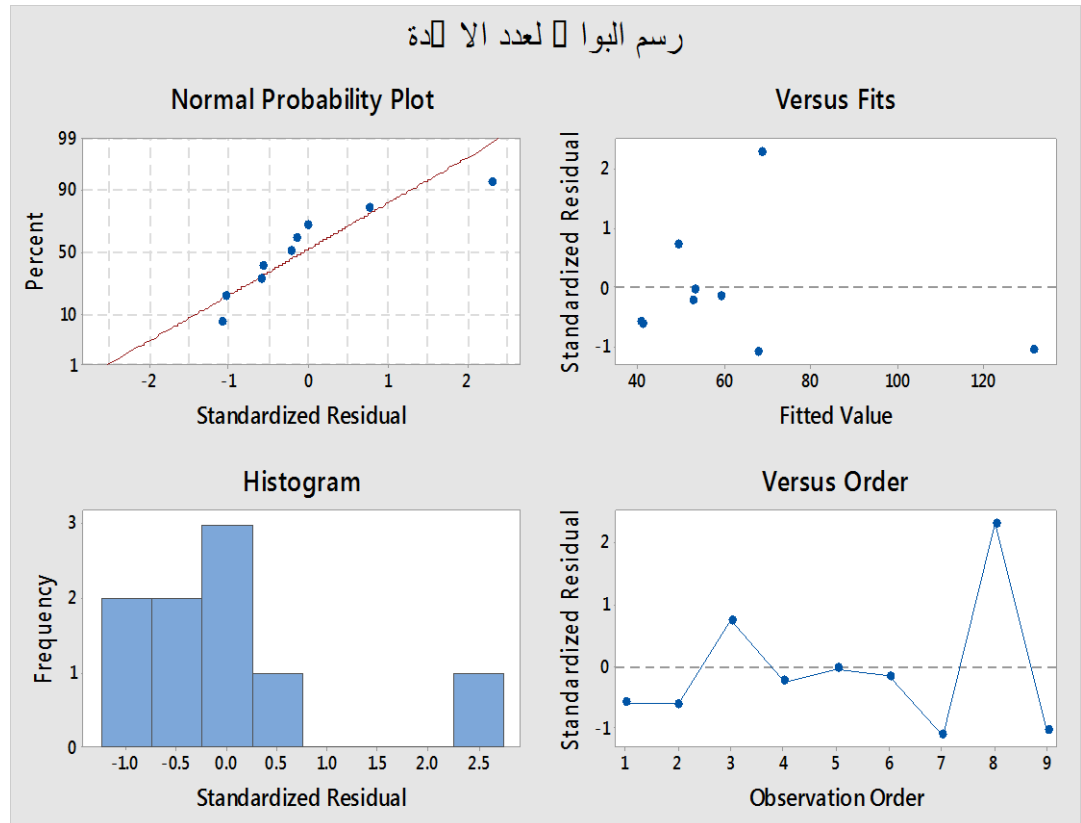 رسم البوا لعدد الا دة
Normal Probability Plot
99
90
50
10
1
Percent
-2 -1 0 1 2
Standardized Residual
Versus Fits
2
1
0
-1
Standardized Residual
40 60 80 100 120
Fitted Value
Histogram
3
2
1
0
Frequency
-1.0 -0.5 0.0 0.5 1.0 1.5 2.0 2.5
Standardized Residual
Versus Order
2
1
0
-1
Standardized Residual
1 2 3 4 5 6 7 8 9
Observation Order